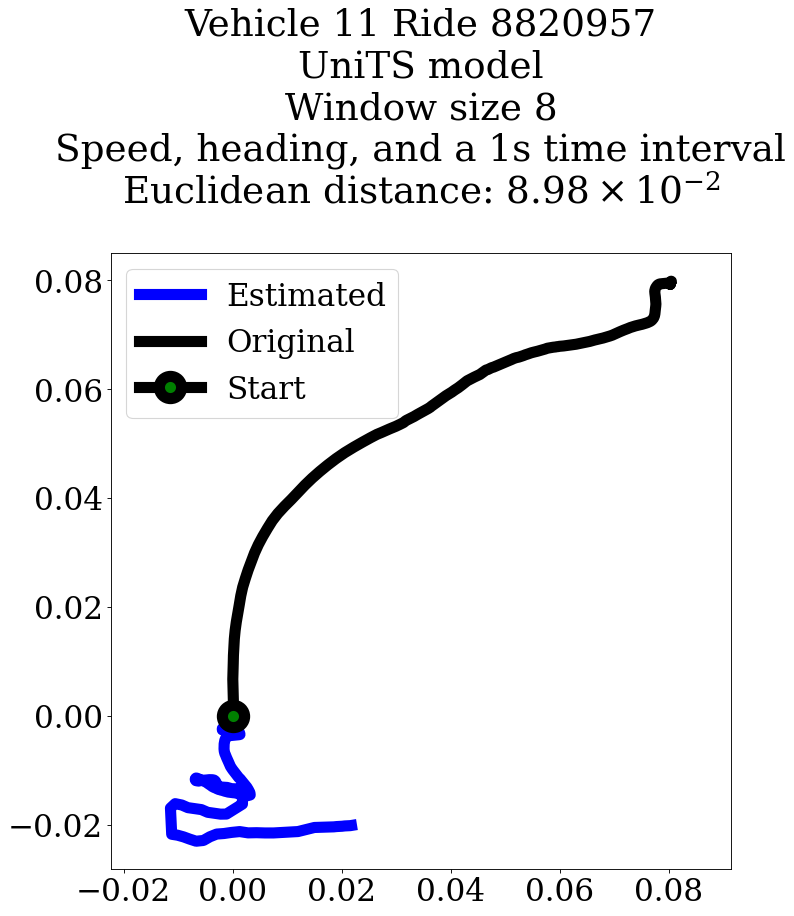 Vehicle 11 Ride 8820957
UniTS model
Window size 8
Speed, heading, and a 1s time interval
Euclidean distance: 8.98 × 10⁻²
Estimated
Original
Start
0.08
0.06
0.04
0.02
0.00
−0.02
−0.02 0.00 0.02 0.04 0.06 0.08